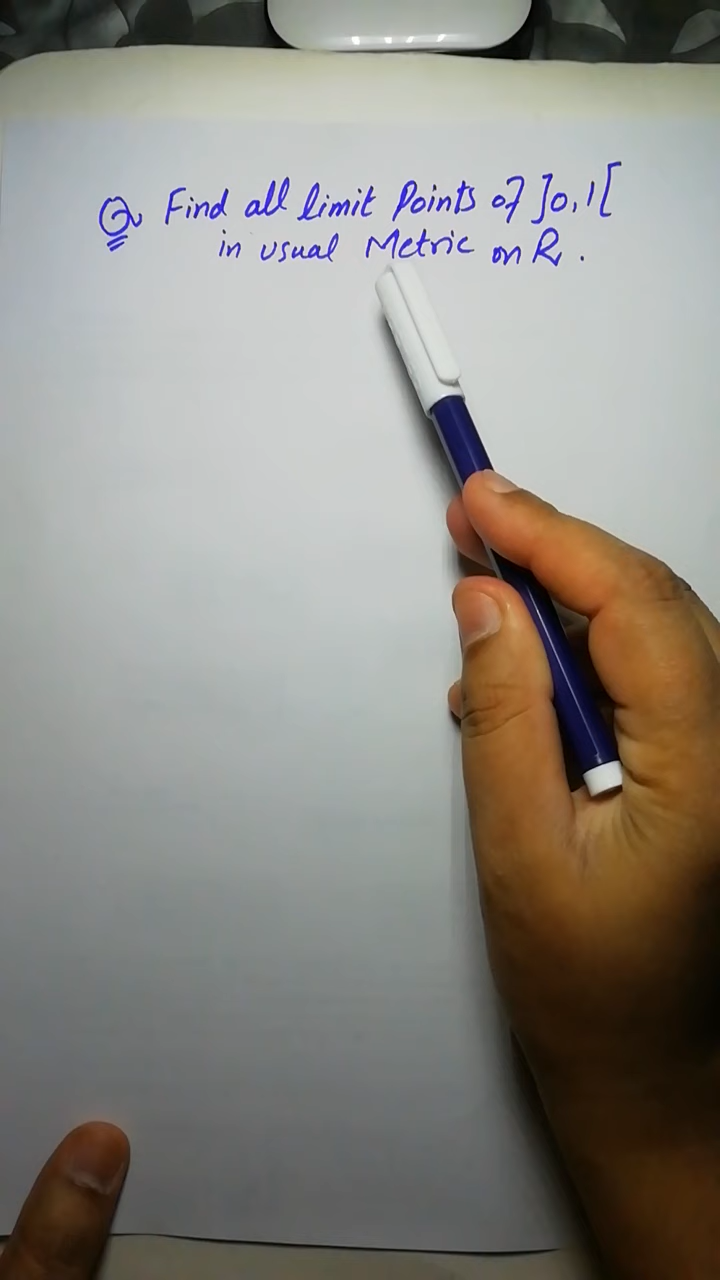 Q Find all limit Points of ]0,1[
in usual Metric on R.